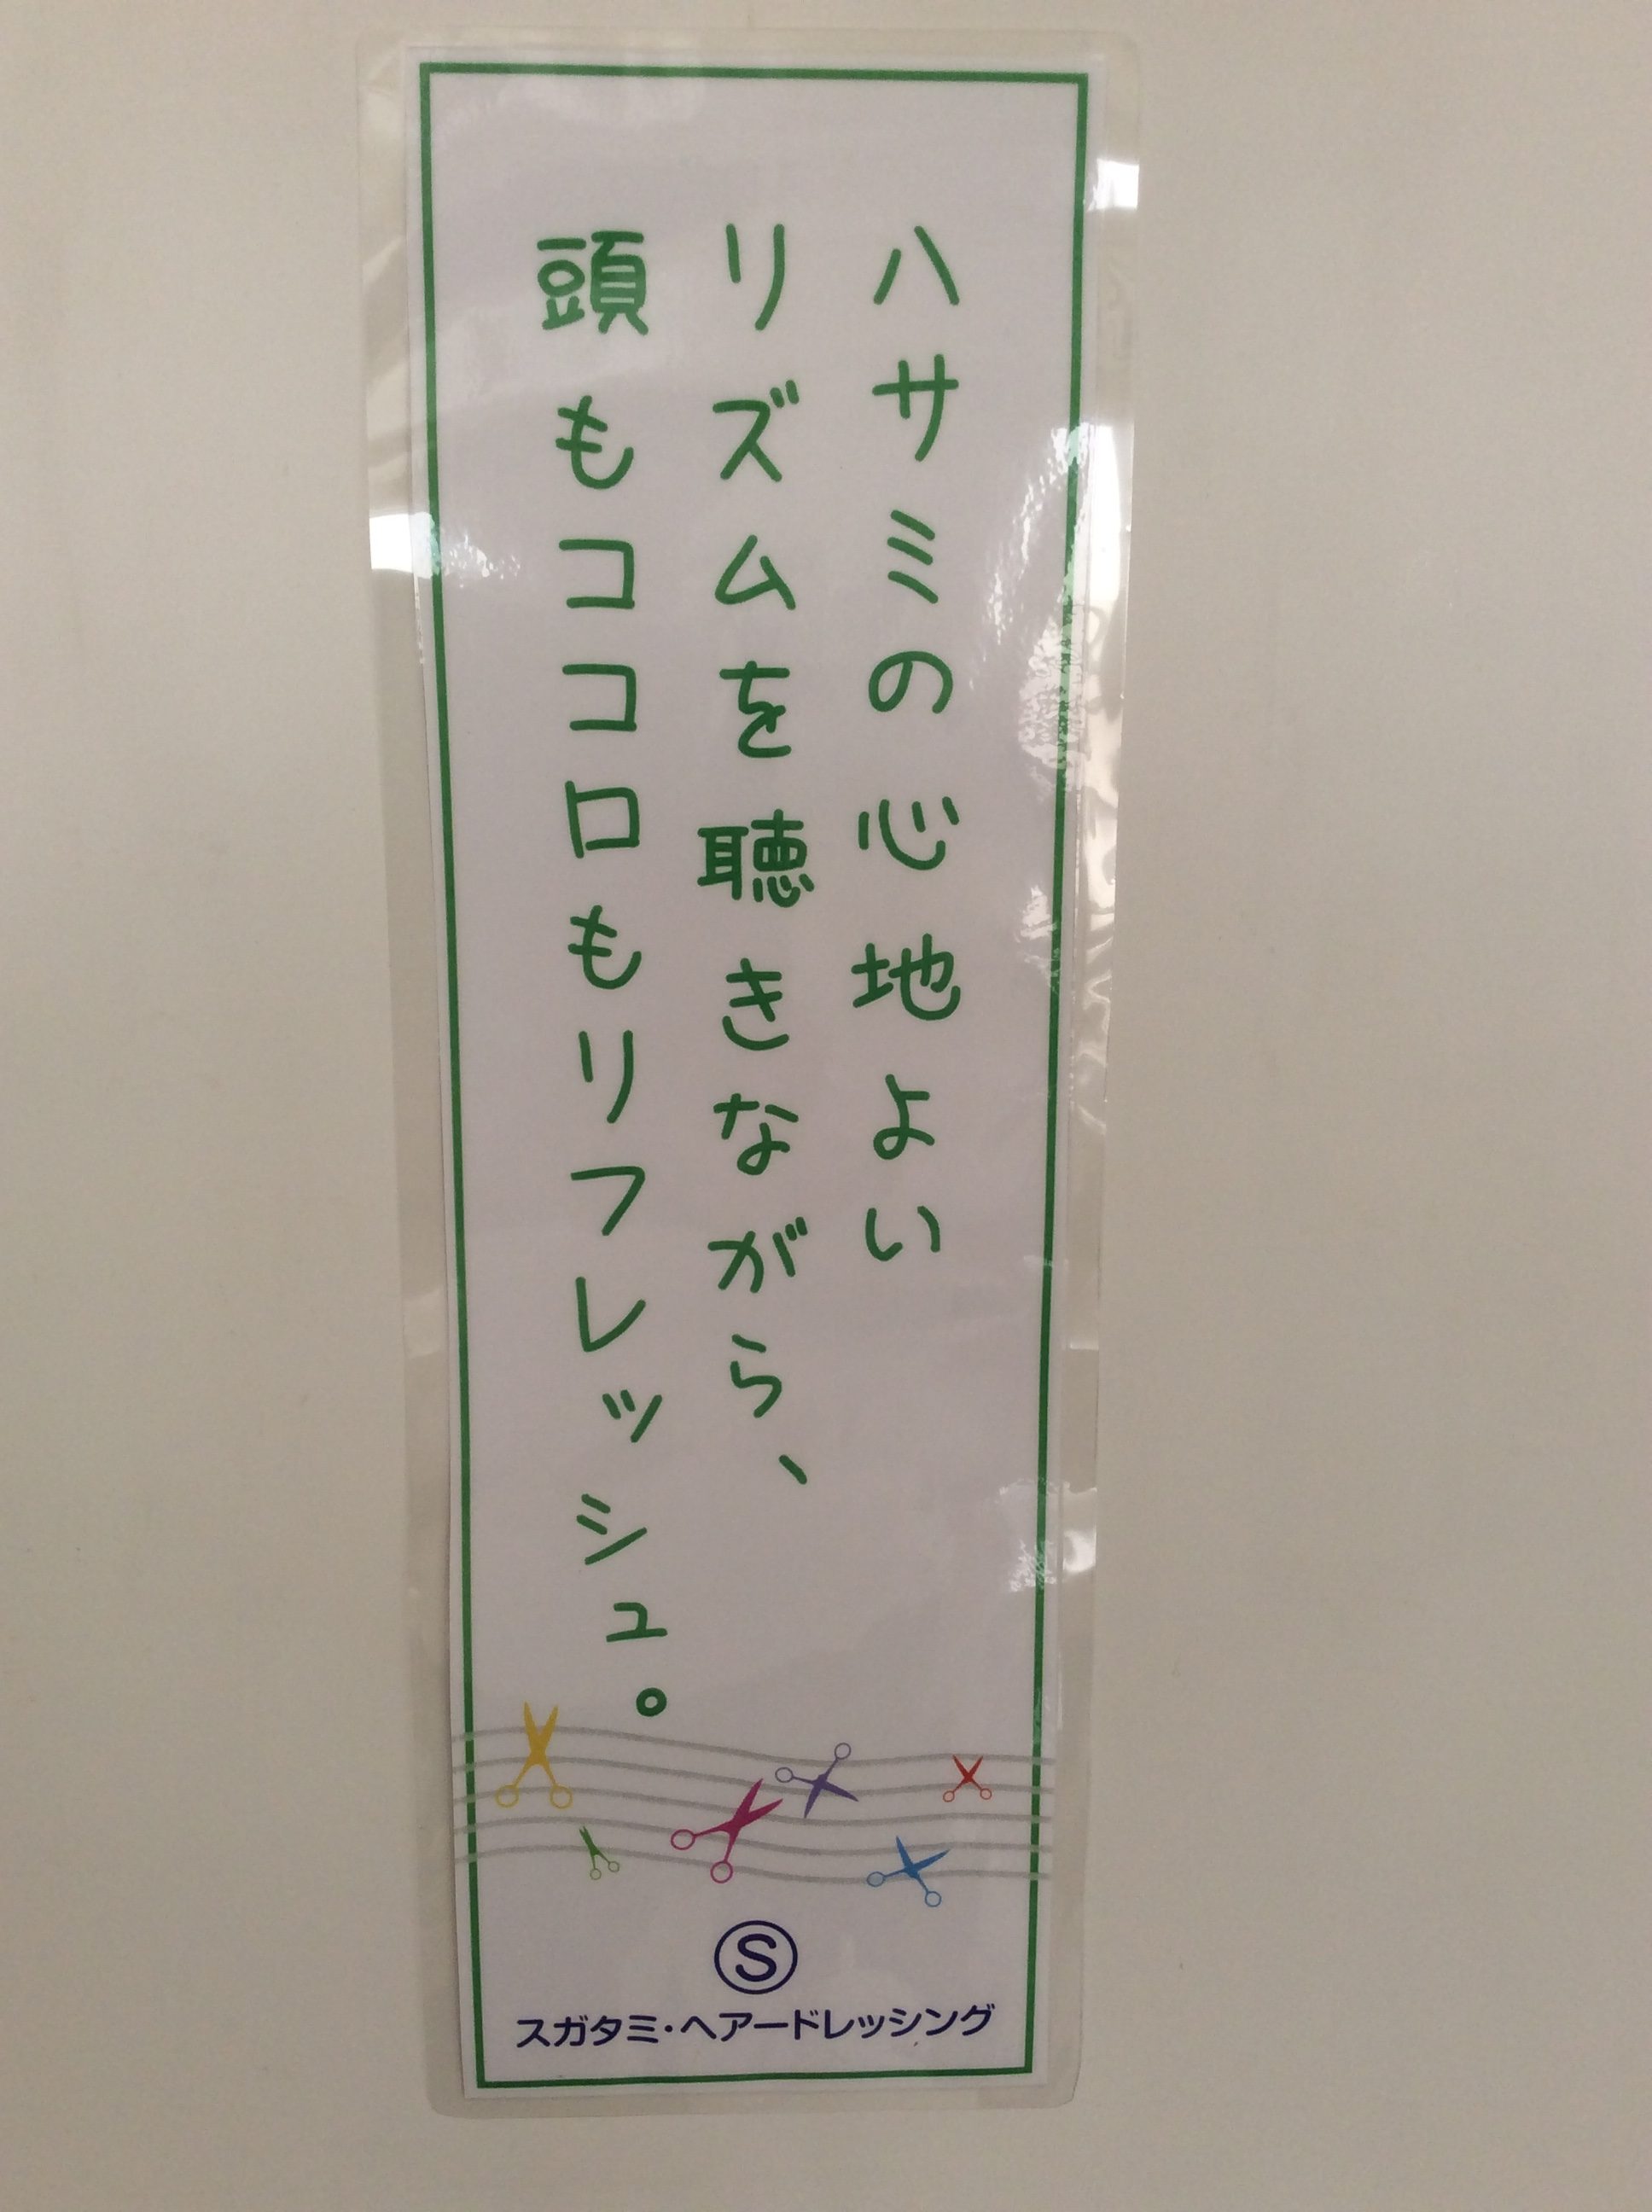 ハサミの心地よい
リズムを聴きながら、
頭もココロもリフレッシュ。
Ⓢ
スガタミ・ヘアードレッシング